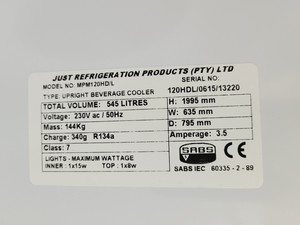 JUST REFRIGERATION PRODUCTS (PTY) LTD
MODEL No: MPM120HD/L
SERIAL NO:
TYPE: UPRIGHT BEVERAGE COOLER
120HDL/0615/13220
TOTAL VOLUME: 545 LITRES
H: 1995 mm
Voltage: 230V ac / 50Hz
W: 635 mm
Mass: 144Kg
D: 795 mm
Charge: 340g R134a
Amperage: 3.5
Class: 7
LIGHTS - MAXIMUM WATTAGE
INNER : 1x15w TOP : 1x8w
SABS
SABS IEC 60335 - 2 - 89